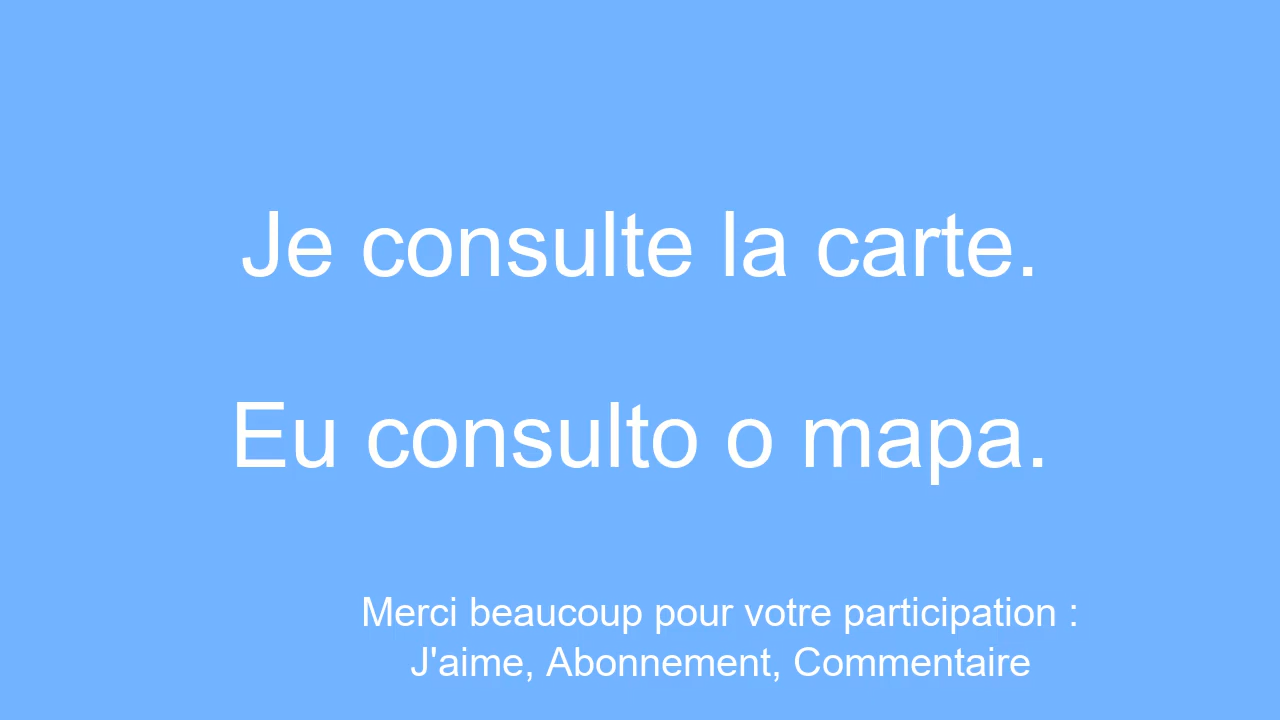 Je consulte la carte.
Eu consulto o mapa.
Merci beaucoup pour votre participation :
J'aime, Abonnement, Commentaire